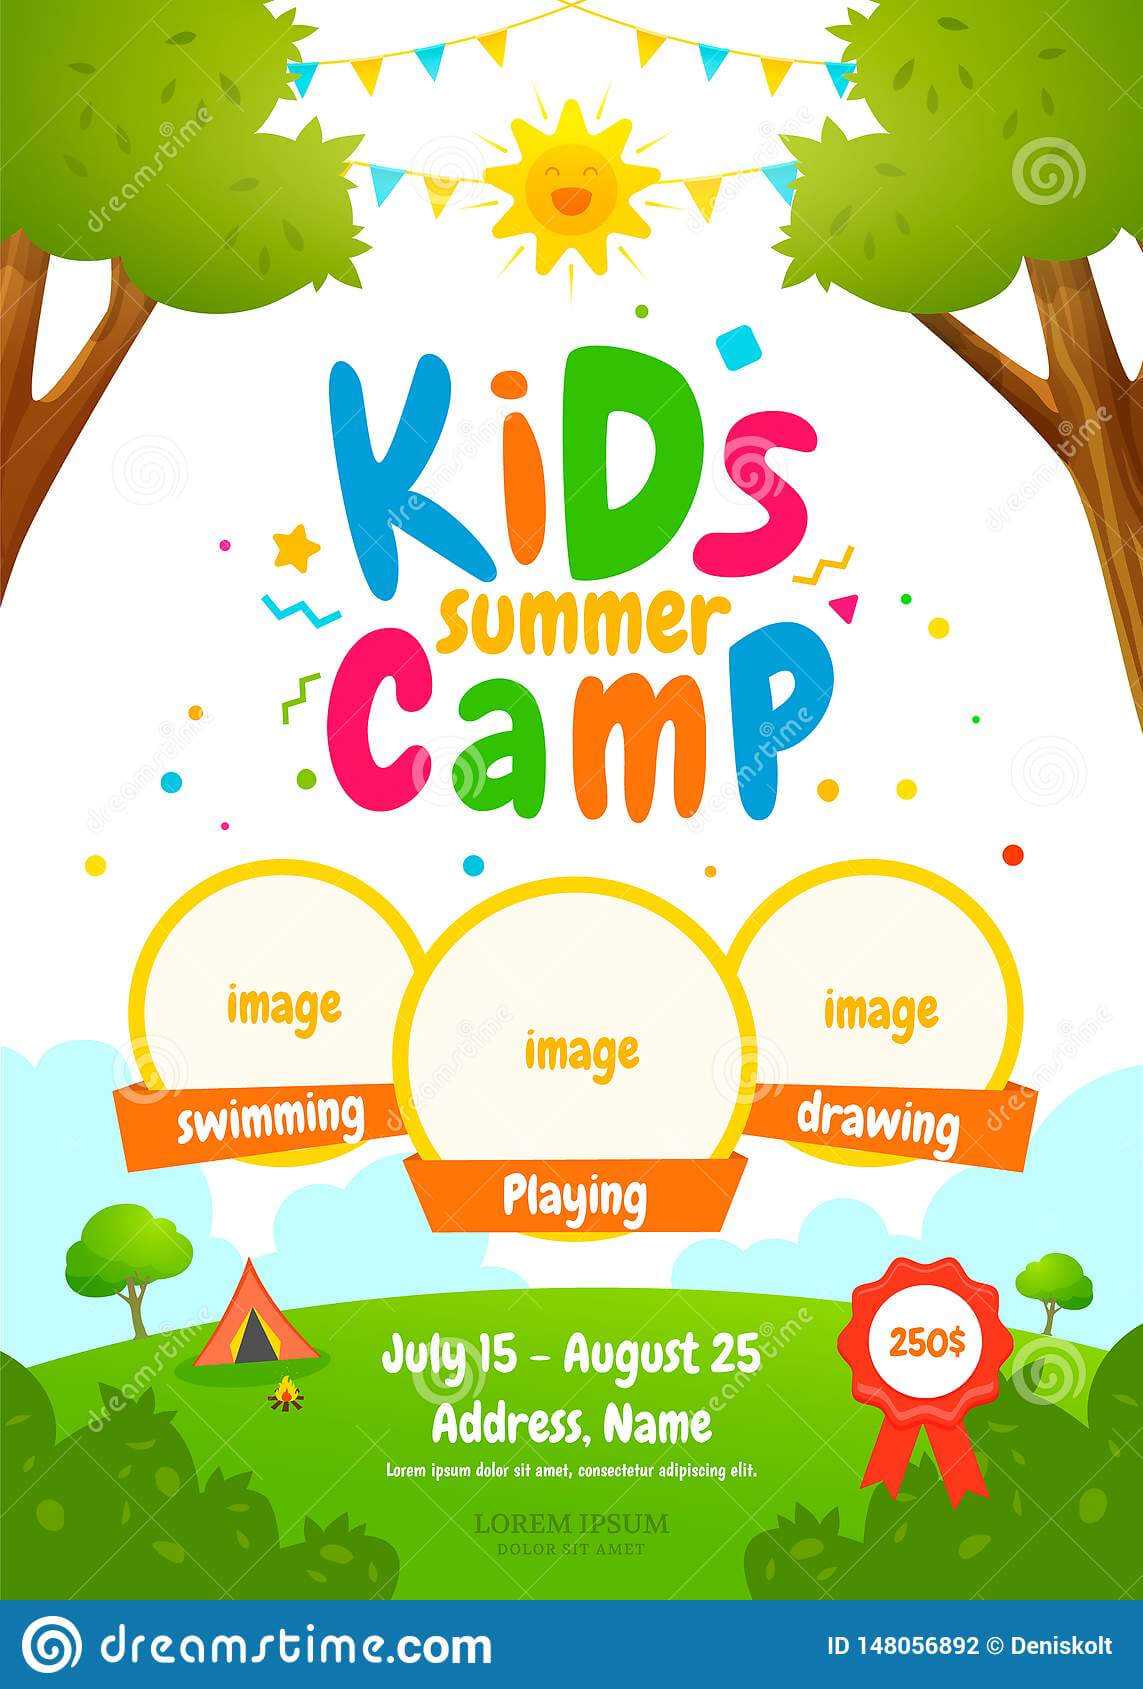 KiDs
summer
Camp
image
image
image
swimming
Playing
drawing
250$
July 15 - August 25
Address, Name
Lorem ipsum dolor sit amet, consectetur adipiscing elit.
LOREM IPSUM
DOLOR SIT AMET
dreamstime.com
ID 148056892 © Deniskolt